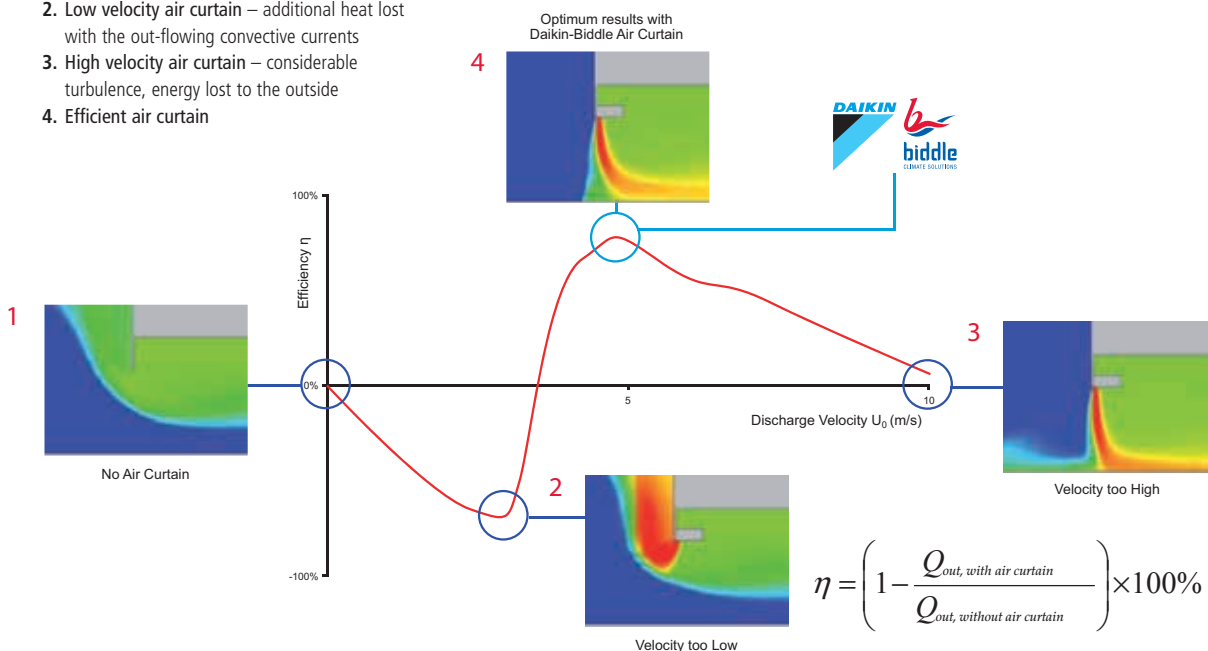 2. Low velocity air curtain – additional heat lost
with the out-flowing convective currents
3. High velocity air curtain – considerable
turbulence, energy lost to the outside
4. Efficient air curtain
Optimum results with
Daikin-Biddle Air Curtain
4
DAIKIN
b
biddle
CLIMATE SOLUTIONS
100%
Efficiency η
1
No Air Curtain
0%
5
10
Discharge Velocity U₀ (m/s)
3
Velocity too High
2
Velocity too Low
-100%
η = (1 − Qout, with air curtain / Qout, without air curtain) ×100%